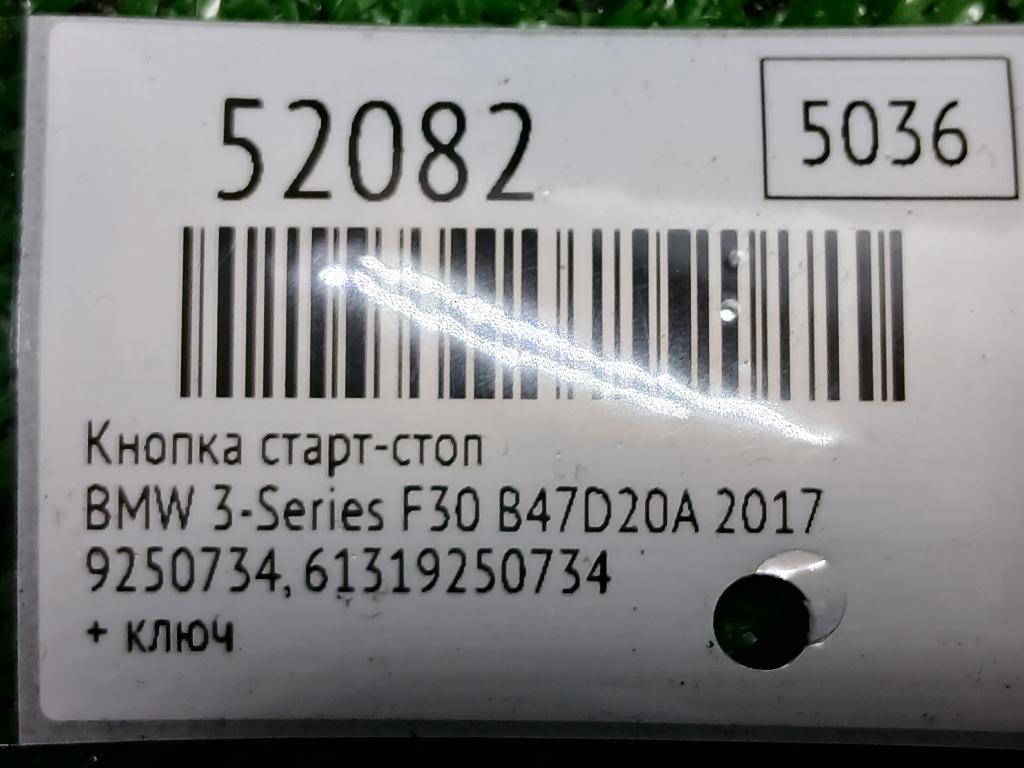 52082
5036
Кнопка старт-стоп
BMW 3-Series F30 B47D20A 2017
9250734, 61319250734
+ ключ